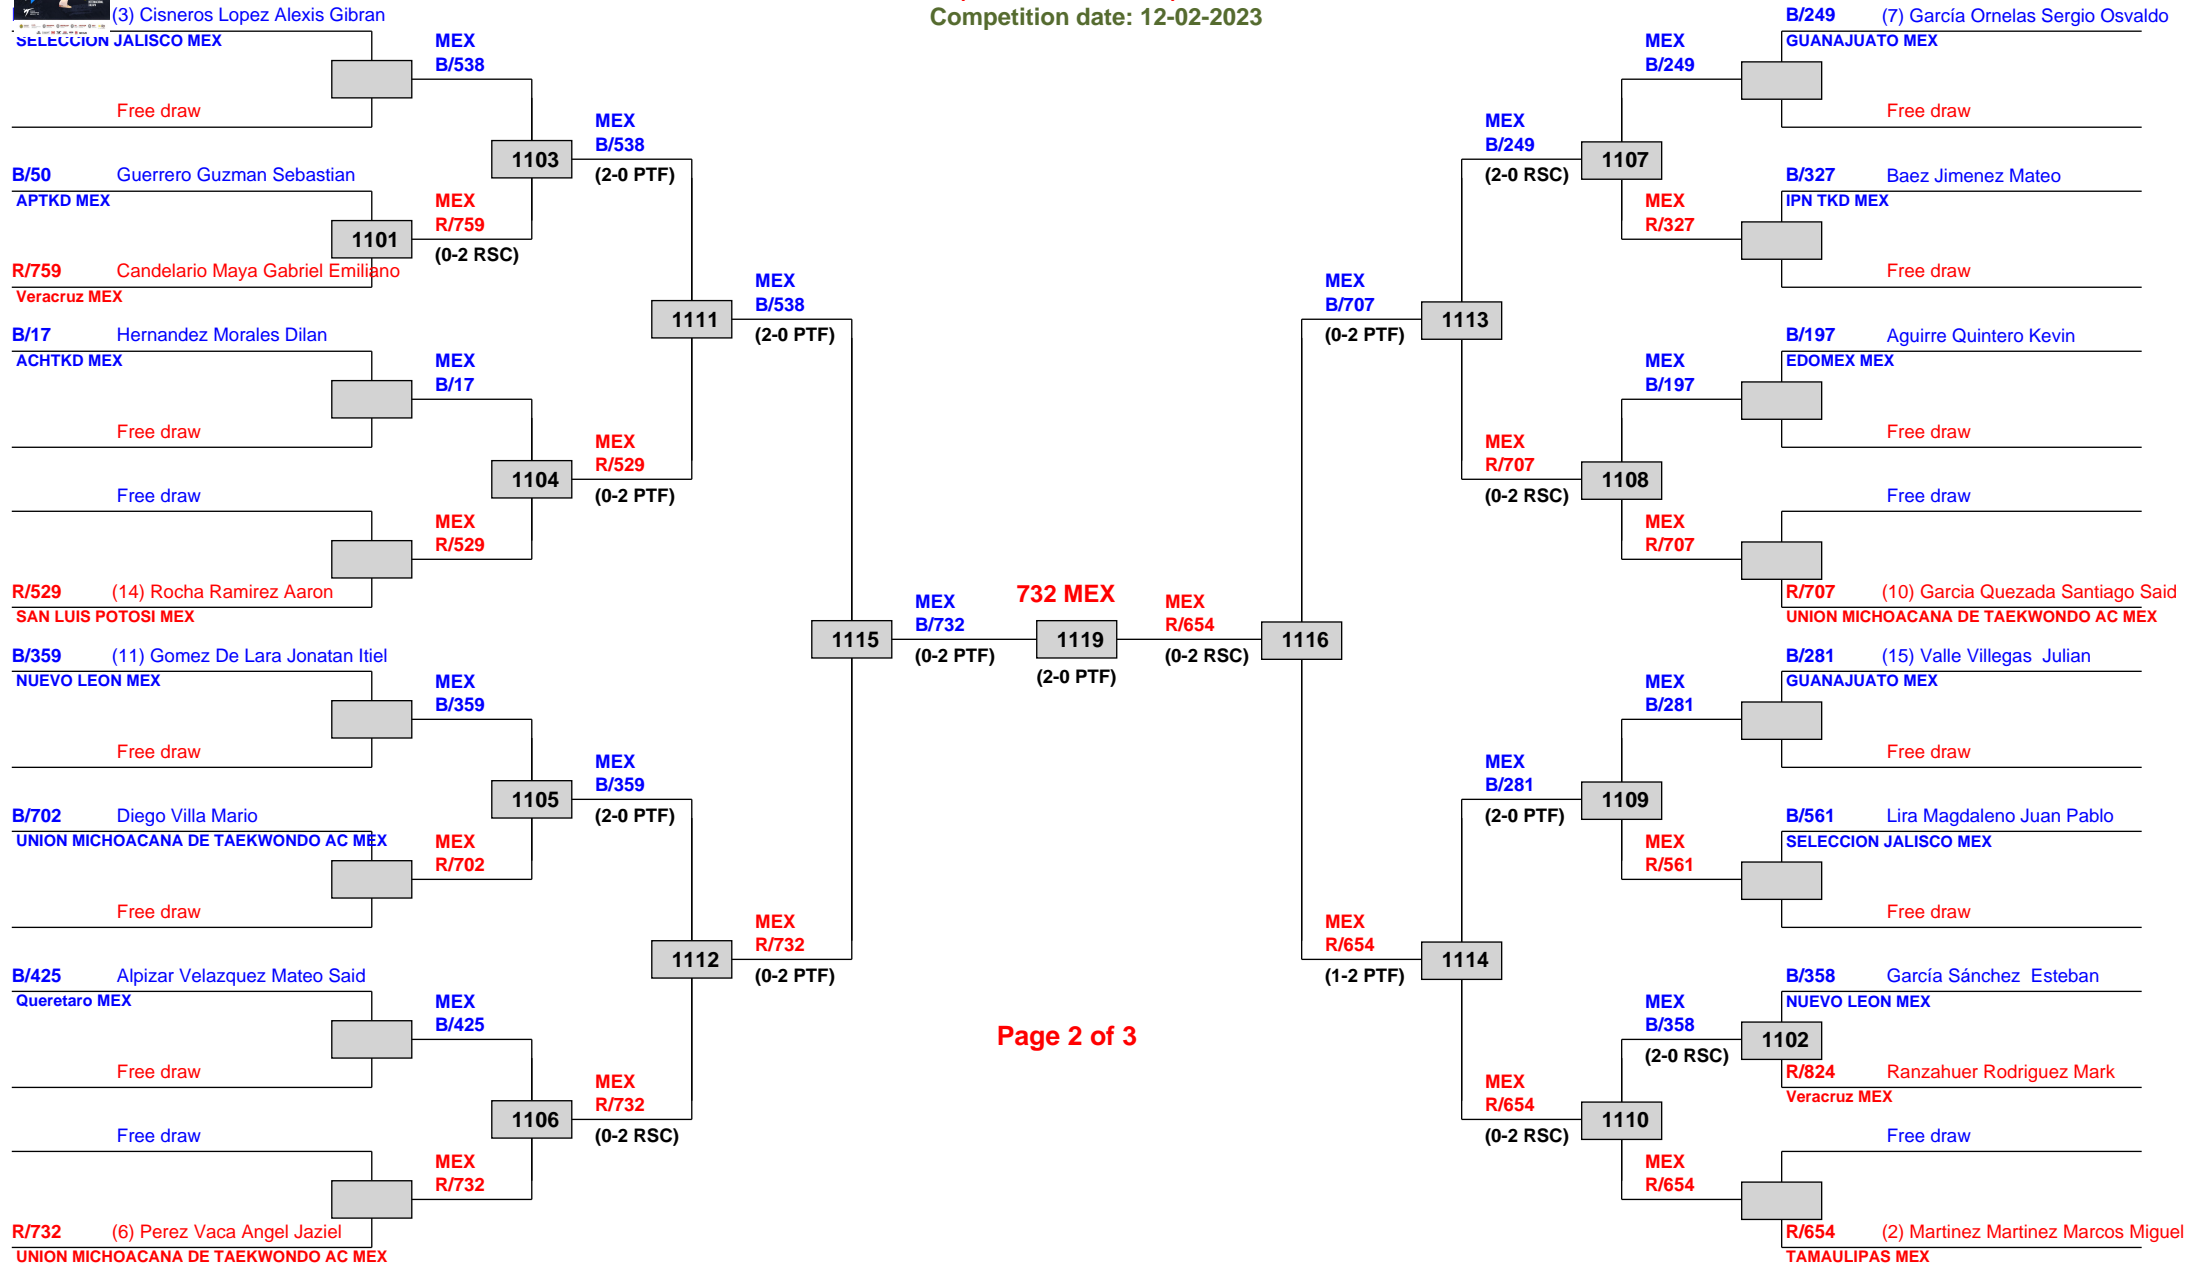 Competition date: 12-02-2023
(3) Cisneros Lopez Alexis Gibran
SELECCION JALISCO MEX
Free draw
B/50 Guerrero Guzman Sebastian
APTKD MEX
R/759 Candelario Maya Gabriel Emiliano
Veracruz MEX
B/17 Hernandez Morales Dilan
ACHTKD MEX
Free draw
Free draw
R/529 (14) Rocha Ramirez Aaron
SAN LUIS POTOSI MEX
B/359 (11) Gomez De Lara Jonatan Itiel
NUEVO LEON MEX
Free draw
B/702 Diego Villa Mario
UNION MICHOACANA DE TAEKWONDO AC MEX
Free draw
B/425 Alpizar Velazquez Mateo Said
Queretaro MEX
Free draw
Free draw
R/732 (6) Perez Vaca Angel Jaziel
UNION MICHOACANA DE TAEKWONDO AC MEX
1101
MEX
B/538
MEX
R/759
(0-2 RSC)
MEX
B/17
MEX
R/529
MEX
B/359
MEX
R/702
MEX
B/425
MEX
R/732
1103
1104
1105
1106
MEX
B/538
(2-0 PTF)
MEX
R/529
(0-2 PTF)
MEX
B/359
(2-0 PTF)
MEX
R/732
(0-2 RSC)
1111
1112
MEX
B/538
(2-0 PTF)
MEX
R/732
(0-2 PTF)
1115
MEX
B/732
(0-2 PTF)
732 MEX
1119
(2-0 PTF)
MEX
R/654
(0-2 RSC)
1116
Page 2 of 3
MEX
B/707
(0-2 PTF)
MEX
R/654
(1-2 PTF)
1113
1114
MEX
B/249
(2-0 RSC)
MEX
R/707
(0-2 RSC)
MEX
B/281
(2-0 PTF)
MEX
R/654
(0-2 RSC)
1107
1108
1109
1110
MEX
B/249
MEX
R/327
MEX
B/197
MEX
R/707
MEX
B/281
MEX
R/561
MEX
B/358
(2-0 RSC)
MEX
R/654
1102
B/249 (7) García Ornelas Sergio Osvaldo
GUANAJUATO MEX
Free draw
B/327 Baez Jimenez Mateo
IPN TKD MEX
Free draw
B/197 Aguirre Quintero Kevin
EDOMEX MEX
Free draw
Free draw
R/707 (10) Garcia Quezada Santiago Said
UNION MICHOACANA DE TAEKWONDO AC MEX
B/281 (15) Valle Villegas Julian
GUANAJUATO MEX
Free draw
B/561 Lira Magdaleno Juan Pablo
SELECCION JALISCO MEX
Free draw
B/358 García Sánchez Esteban
NUEVO LEON MEX
R/824 Ranzahuer Rodriguez Mark
Veracruz MEX
Free draw
R/654 (2) Martinez Martinez Marcos Miguel
TAMAULIPAS MEX